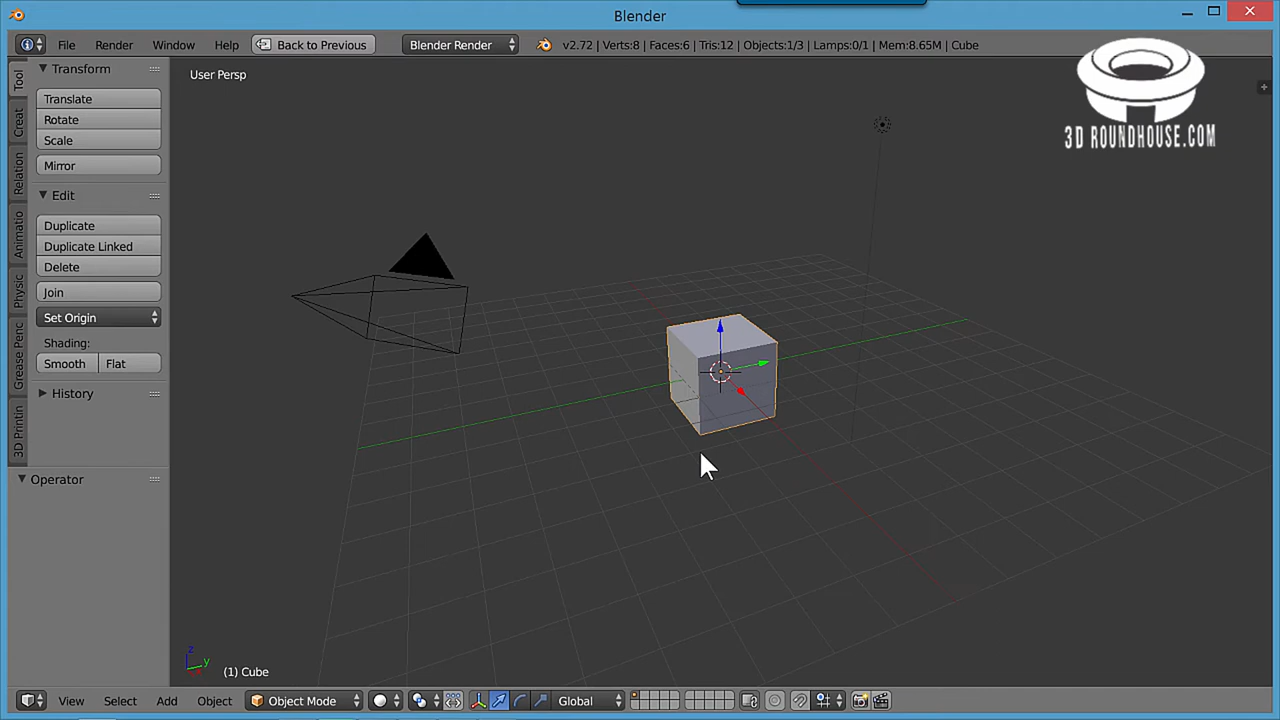 Blender
File Render Window Help Back to Previous Blender Render v2.72 | Verts:8 | Faces:6 | Tris:12 | Objects:1/3 | Lamps:0/1 | Mem:8.65M | Cube
Tool
Creat
Relation
Animatio
Physic
Grease Penc
3D Printin
Transform
Translate
Rotate
Scale
Mirror
Edit
Duplicate
Duplicate Linked
Delete
Join
Set Origin
Shading:
Smooth Flat
History
Operator
User Persp
3D ROUNDHOUSE.COM
z
y
(1) Cube
View Select Add Object Object Mode Global